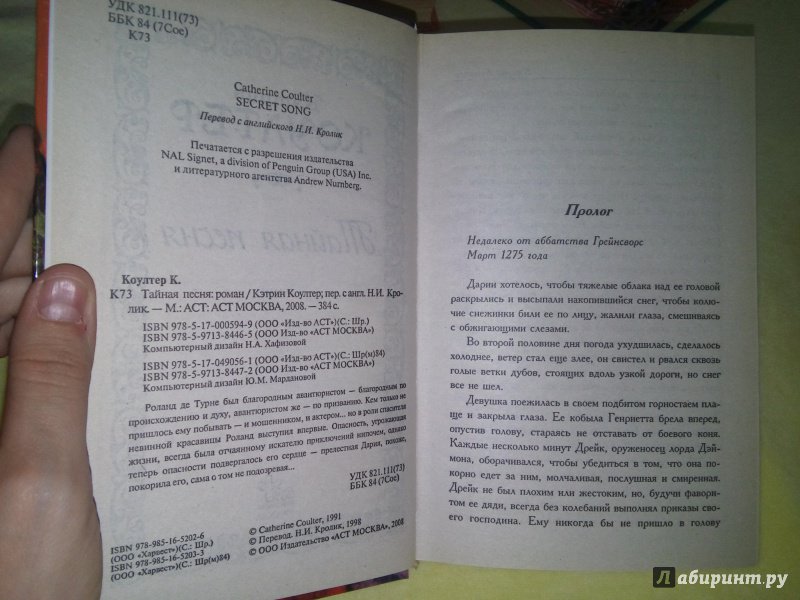 УДК 821.111(73)
ББК 84 (7Сое)
К73
Catherine Coulter
SECRET SONG
Перевод с английского Н.И. Кролик
Печатается с разрешения издательства
NAL Signet, a division of Penguin Group (USA) Inc.
и литературного агентства Andrew Nurnberg.
Коултер К.
К73 Тайная песня: роман / Кэтрин Коултер; пер. с англ. Н.И. Кро-
лик. — М.: АСТ: АСТ МОСКВА, 2008. — 384 с.
ISBN 978-5-17-000594-9 (ООО «Изд-во АСТ») (С.: Шр.)
ISBN 978-5-9713-8446-5 (ООО Изд-во «АСТ МОСКВА»)
Компьютерный дизайн Н.А. Хафизовой
ISBN 978-5-17-049056-1 (ООО «Изд-во АСТ») (С.: Шр(м)84)
ISBN 978-5-9713-8447-2 (ООО Изд-во «АСТ МОСКВА»)
Компьютерный дизайн Ю.М. Мардановой
Роланд де Турне был благородным авантюристом — благородным по
происхождению и духу, авантюристом же — по призванию. Кем только не
пришлось ему побывать — и мошенником, и актером... но в роли спасителя
невинной красавицы Роланд выступил впервые. Опасность, угрожавшая
жизни, всегда была отчаянному искателю приключений нипочем, однако
теперь опасности подвергалось его сердце — прелестная Дария, похоже,
покорила его, сама о том не подозревая...
УДК 821.111(73)
ББК 84 (7Сое)
ISBN 978-985-16-5202-6
(ООО «Харвест») (С.: Шр.)
ISBN 978-985-16-5203-3
(ООО «Харвест») (С.: Шр(м)84)
© Catherine Coulter, 1991
© Перевод. Н.И. Кролик, 1998
© ООО Издательство «АСТ МОСКВА», 2008
Пролог
Недалеко от аббатства Грейнсворс
Март 1275 года
Дарии хотелось, чтобы тяжелые облака над ее головой
раскрылись и высыпали накопившийся снег, чтобы колю-
чие снежинки били ее по лицу, жалили глаза, смешиваясь
с обжигающими слезами.
Во второй половине дня погода ухудшилась, сделалось
холоднее, ветер стал еще злее, он свистел и рвался сквозь
голые ветки дубов, стоящих вдоль узкой дороги, но снег
все не шел.
Девушка поежилась в своем подбитом горностаем пла-
ще и закрыла глаза. Ее кобыла Генриетта брела вперед,
опустив голову, стараясь не отставать от боевого коня.
Каждые несколько минут Дрейк, оруженосец лорда Дэй-
мона, оборачивался, чтобы убедиться в том, что она по-
корно едет за ним, молчаливая, послушная и смиренная.
Дрейк не был плохим или жестоким, но, будучи фавори-
том ее дяди, всегда без колебаний выполнял приказы сво-
его господина. Ему никогда бы не пришло в голову
Лабиринт.ру